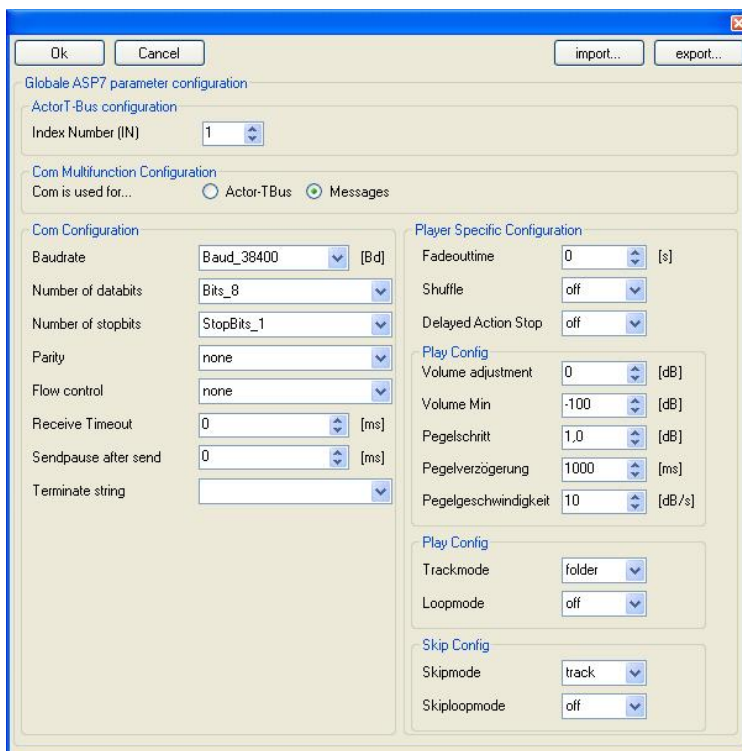 Ok Cancel import... export...
Globale ASP7 parameter configuration
ActorT-Bus configuration
Index Number (IN) 1
Com Multifunction Configuration
Com is used for... Actor-TBus Messages
Com Configuration
Baudrate Baud_38400 [Bd]
Number of databits Bits_8
Number of stopbits StopBits_1
Parity none
Flow control none
Receive Timeout 0 [ms]
Sendpause after send 0 [ms]
Terminate string
Player Specific Configuration
Fadeouttime 0 [s]
Shuffle off
Delayed Action Stop off
Play Config
Volume adjustment 0 [dB]
Volume Min -100 [dB]
Pegelschritt 1,0 [dB]
Pegelverzögerung 1000 [ms]
Pegelgeschwindigkeit 10 [dB/s]
Play Config
Trackmode folder
Loopmode off
Skip Config
Skipmode track
Skiploopmode off